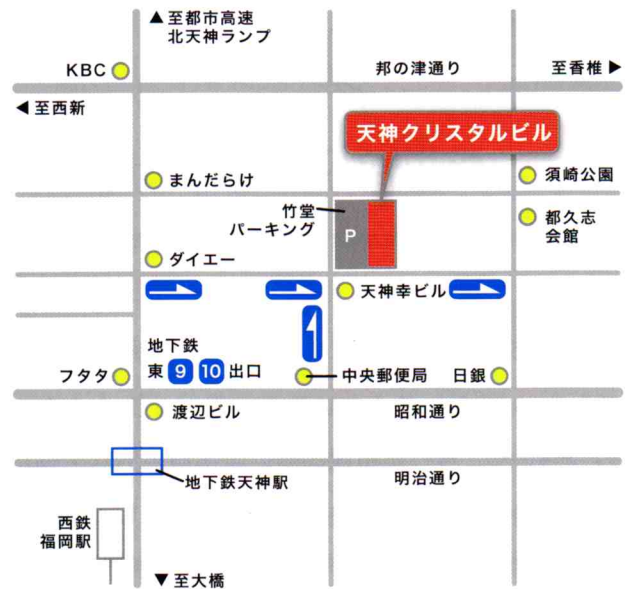 ▲至都市高速
北天神ランプ
KBC
邦の津通り
至香椎▶
◀至西新
天神クリスタルビル
まんだらけ
須崎公園
竹堂
パーキング
P
都久志
会館
ダイエー
天神幸ビル
地下鉄
東 9 10 出口
フタタ
中央郵便局
日銀
渡辺ビル
昭和通り
地下鉄天神駅
明治通り
西鉄
福岡駅
▼至大橋